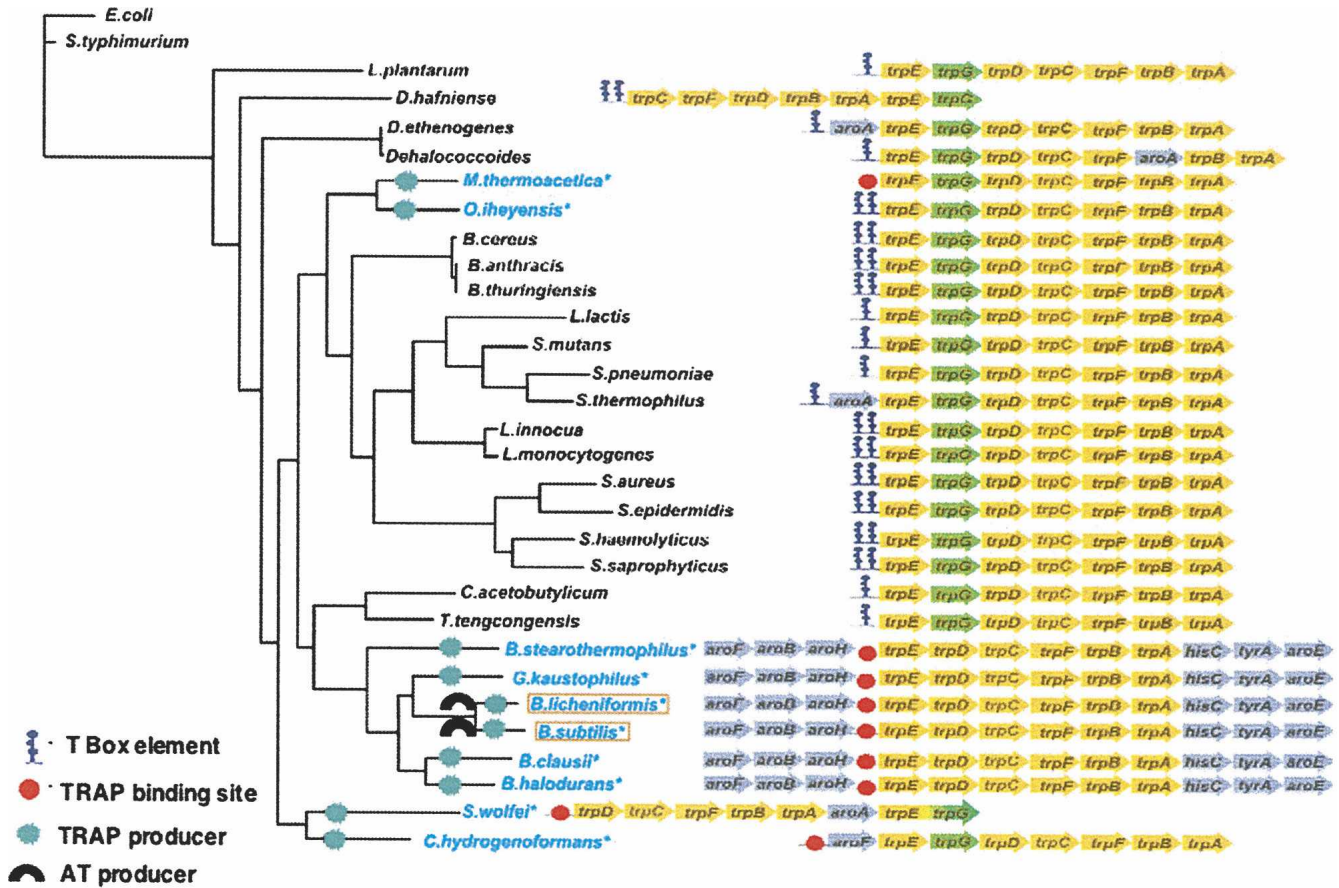 E.coli
S.typhimurium
L.plantarum trpE trpG trpD trpC trpF trpB trpA
D.hafniense trpC trpF trpD trpB trpA trpE trpG
D.ethenogenes aroA trpE trpG trpD trpC trpF trpB trpA
Dehalococcoides trpE trpG trpD trpC trpF aroA trpB trpA
M.thermoacetica* trpE trpG trpD trpC trpF trpB trpA
O.iheyensis* trpE trpG trpD trpC trpF trpB trpA
B.cereus trpE trpG trpD trpC trpF trpB trpA
B.anthracis trpE trpG trpD trpC trpF trpB trpA
B.thuringiensis trpE trpG trpD trpC trpF trpB trpA
L.lactis trpE trpG trpD trpC trpF trpB trpA
S.mutans trpE trpG trpD trpC trpF trpB trpA
S.pneumoniae trpE trpG trpD trpC trpF trpB trpA
S.thermophilus aroA trpE trpG trpD trpC trpF trpB trpA
L.innocua trpE trpG trpD trpC trpF trpB trpA
L.monocytogenes trpE trpG trpD trpC trpF trpB trpA
S.aureus trpE trpG trpD trpC trpF trpB trpA
S.epidermidis trpE trpG trpD trpC trpF trpB trpA
S.haemolyticus trpE trpG trpD trpC trpF trpB trpA
S.saprophyticus trpE trpG trpD trpC trpF trpB trpA
C.acetobutylicum trpE trpG trpD trpC trpF trpB trpA
T.tengcongensis trpE trpG trpD trpC trpF trpB trpA
B.stearothermophilus* aroF aroB aroH trpE trpD trpC trpF trpB trpA hisC tyrA aroE
G.kaustophilus* aroF aroB aroH trpE trpD trpC trpF trpB trpA hisC tyrA aroE
B.licheniformis* aroF aroB aroH trpE trpD trpC trpF trpB trpA hisC tyrA aroE
B.subtilis* aroF aroB aroH trpE trpD trpC trpF trpB trpA hisC tyrA aroE
B.clausii* aroF aroB aroH trpE trpD trpC trpF trpB trpA hisC tyrA aroE
B.halodurans* aroF aroB aroH trpE trpD trpC trpF trpB trpA hisC tyrA aroE
S.wolfei* trpD trpC trpF trpB trpA aroA trpE trpG
C.hydrogenoformans* aroF trpE trpG trpD trpC trpF trpB trpA
T Box element
TRAP binding site
TRAP producer
AT producer